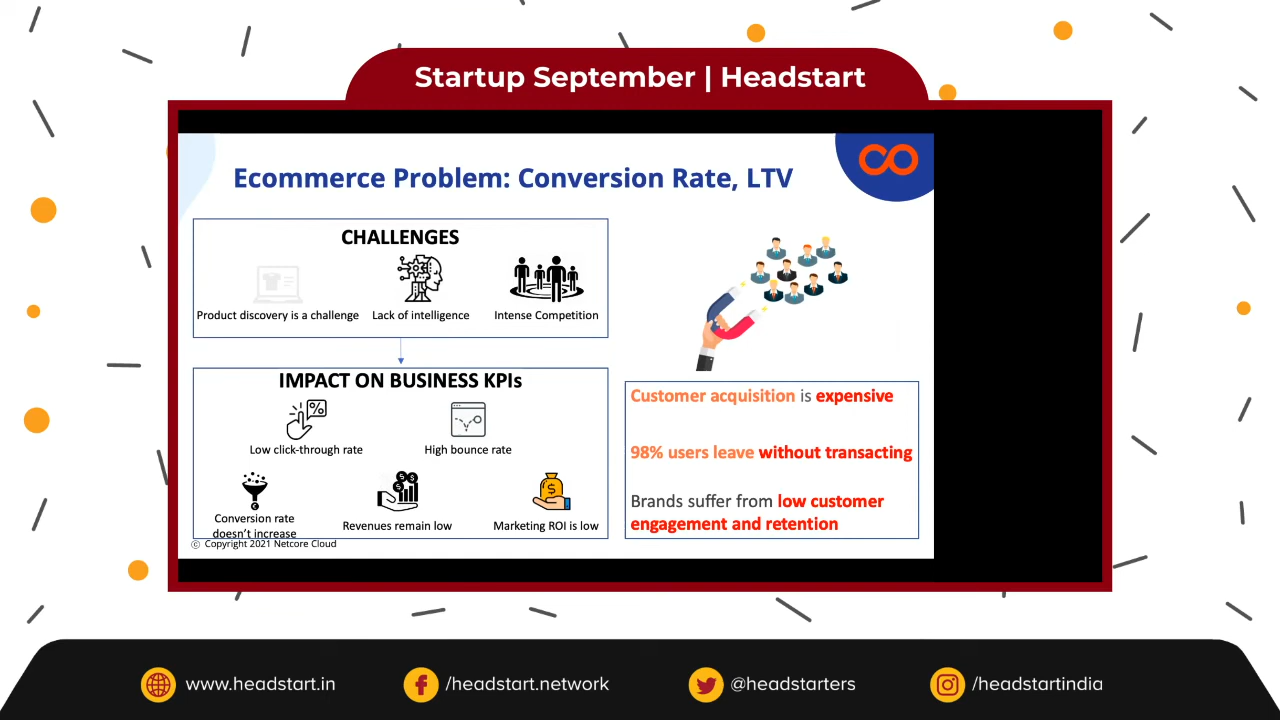 Startup September | Headstart
Ecommerce Problem: Conversion Rate, LTV
CHALLENGES
Product discovery is a challenge
Lack of intelligence
Intense Competition
IMPACT ON BUSINESS KPIs
Low click-through rate
High bounce rate
Conversion rate
doesn't increase
Revenues remain low
Marketing ROI is low
Customer acquisition is expensive
98% users leave without transacting
Brands suffer from low customer
engagement and retention
© Copyright 2021 Netcore Cloud
www.headstart.in
/headstart.network
@headstarters
/headstartindia